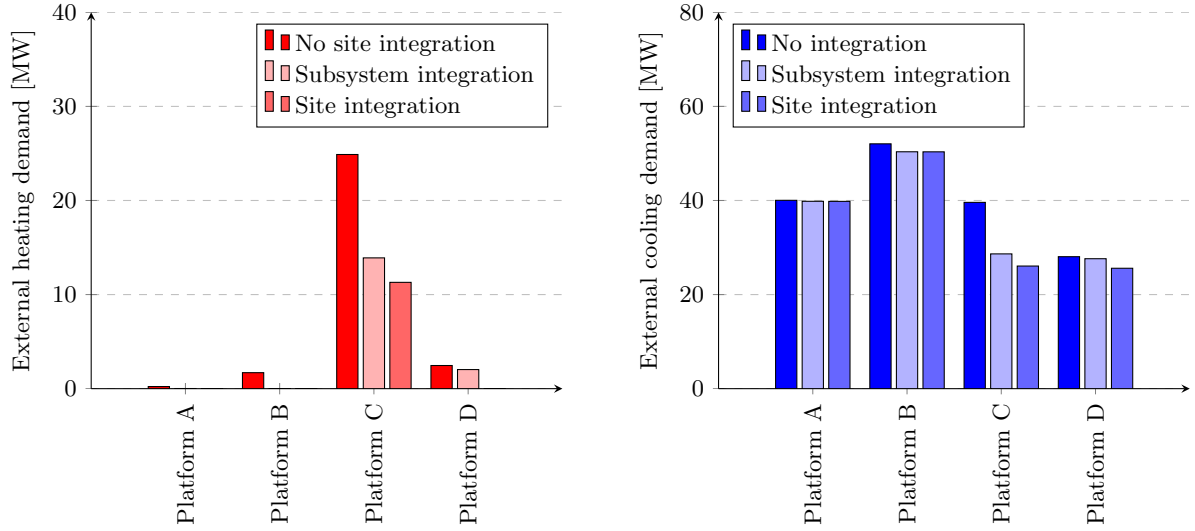 External heating demand [MW]
40
30
20
10
0
No site integration
Subsystem integration
Site integration
Platform A
Platform B
Platform C
Platform D
External cooling demand [MW]
80
60
40
20
0
No integration
Subsystem integration
Site integration
Platform A
Platform B
Platform C
Platform D